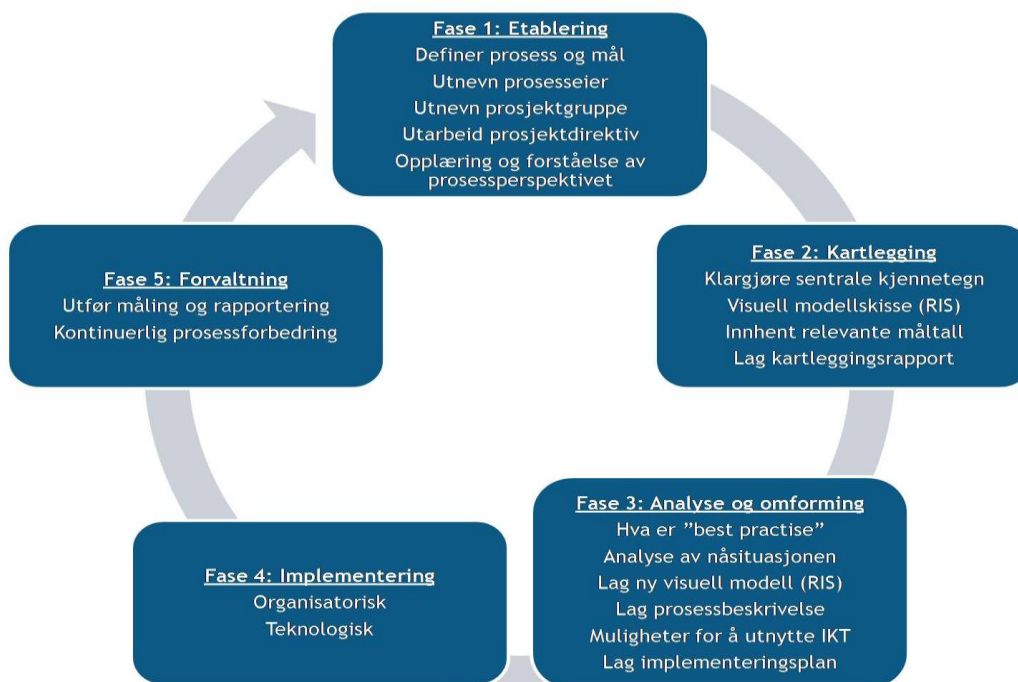 Fase 1: Etablering
Definer prosess og mål
Utnevn prosesseier
Utnevn prosjektgruppe
Utarbeid prosjektdirektiv
Opplæring og forståelse av
prosessperspektivet
Fase 2: Kartlegging
Klargjøre sentrale kjennetegn
Visuell modellskisse (RIS)
Innhent relevante måltall
Lag kartleggingsrapport
Fase 3: Analyse og omforming
Hva er ”best practise”
Analyse av nåsituasjonen
Lag ny visuell modell (RIS)
Lag prosessbeskrivelse
Muligheter for å utnytte IKT
Lag implementeringsplan
Fase 4: Implementering
Organisatorisk
Teknologisk
Fase 5: Forvaltning
Utfør måling og rapportering
Kontinuerlig prosessforbedring